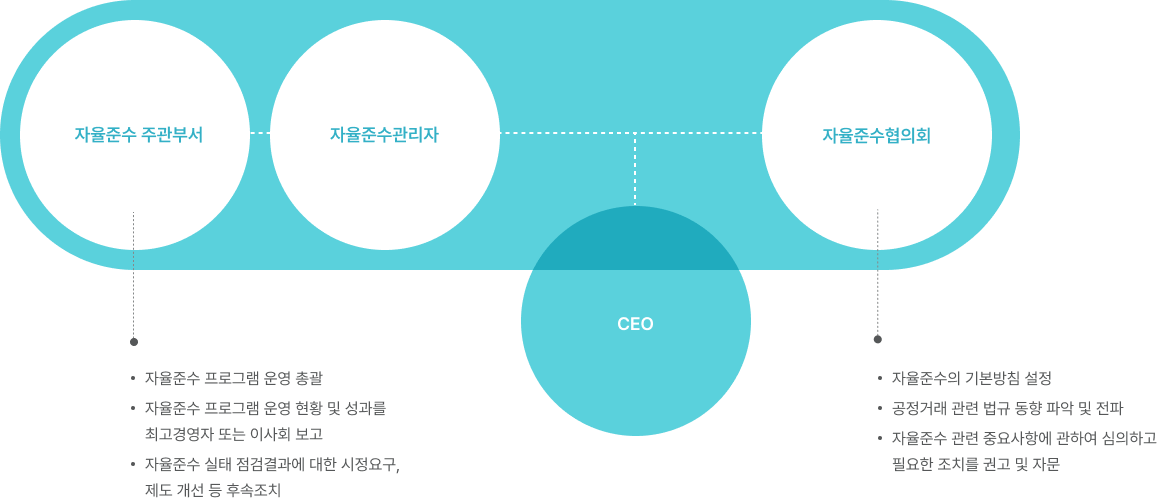 자율준수 주관부서
자율준수관리자
자율준수협의회
CEO
• 자율준수 프로그램 운영 총괄
• 자율준수 프로그램 운영 현황 및 성과를
최고경영자 또는 이사회 보고
• 자율준수 실태 점검결과에 대한 시정요구,
제도 개선 등 후속조치
• 자율준수의 기본방침 설정
• 공정거래 관련 법규 동향 파악 및 전파
• 자율준수 관련 중요사항에 관하여 심의하고
필요한 조치를 권고 및 자문